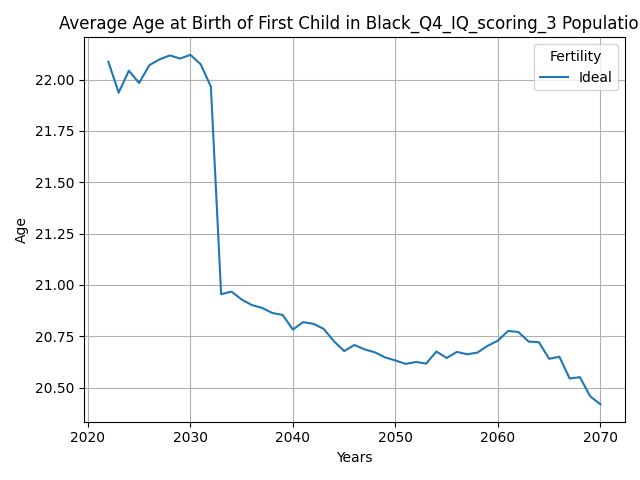 Average Age at Birth of First Child in Black_Q4_IQ_scoring_3 Populatio
Fertility
Ideal
22.00
21.75
21.50
21.25
21.00
20.75
20.50
Age
2020 2030 2040 2050 2060 2070
Years